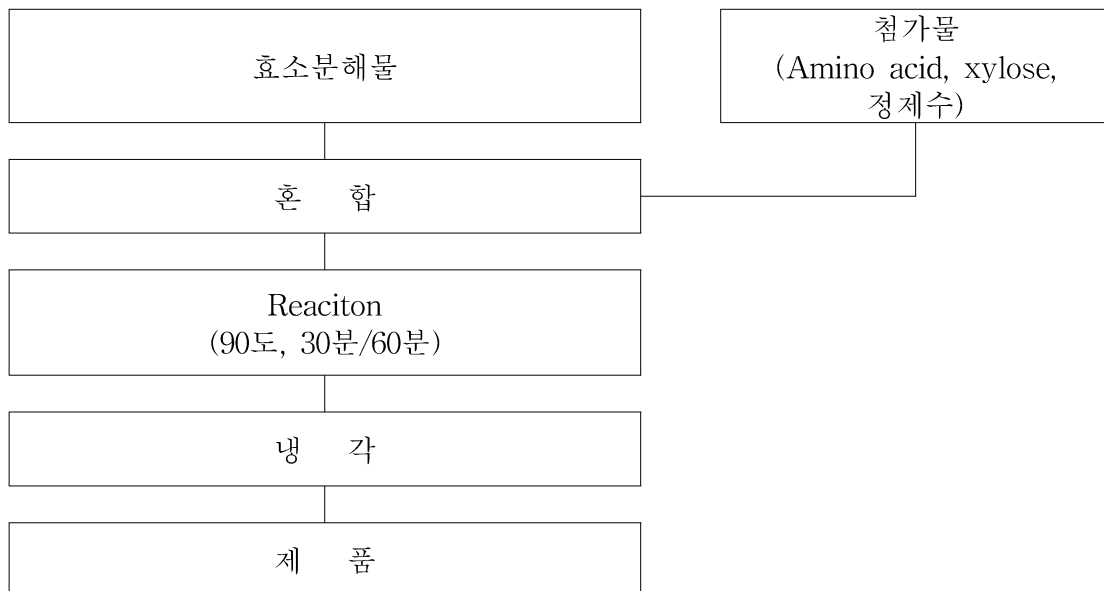 효소분해물
첨가물
(Amino acid, xylose,
정제수)
혼 합
Reaciton
(90도, 30분/60분)
냉 각
제 품